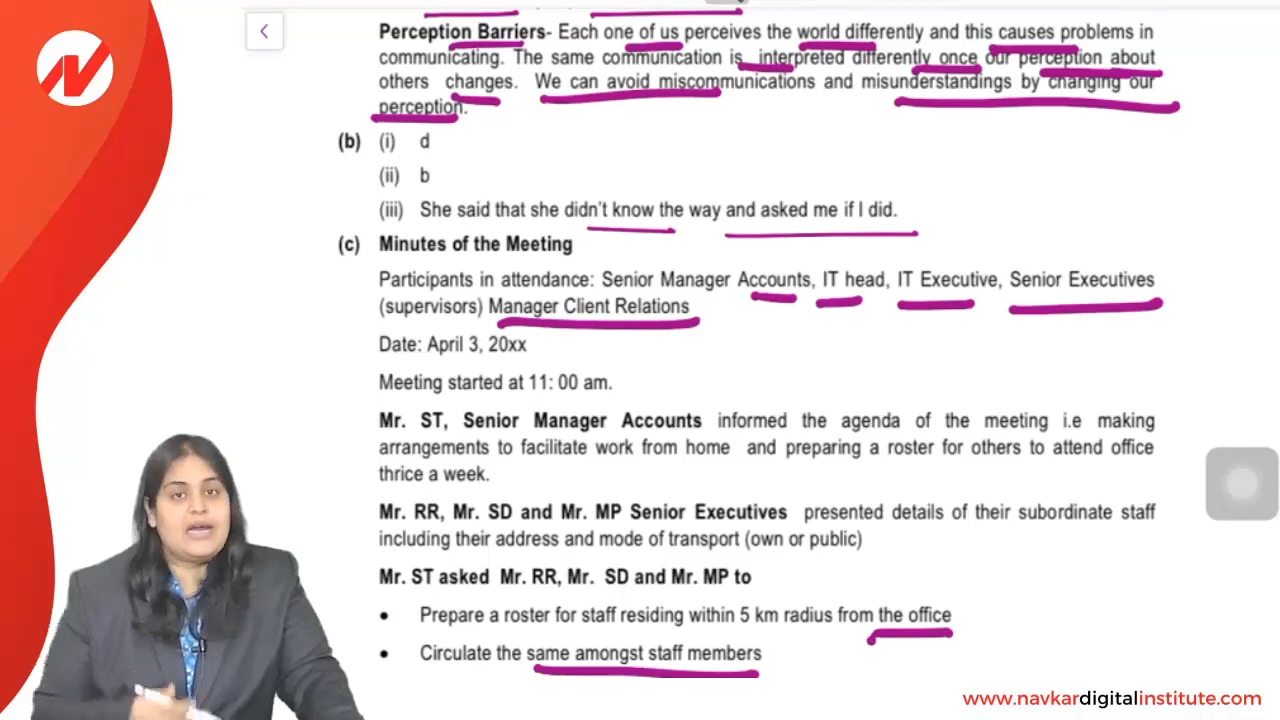 Perception Barriers- Each one of us perceives the world differently and this causes problems in
communicating. The same communication is interpreted differently once our perception about
others changes. We can avoid miscommunications and misunderstandings by changing our
perception.
(b) (i) d
(ii) b
(iii) She said that she didn't know the way and asked me if I did.
(c) Minutes of the Meeting
Participants in attendance: Senior Manager Accounts, IT head, IT Executive, Senior Executives
(supervisors) Manager Client Relations
Date: April 3, 20xx
Meeting started at 11: 00 am.
Mr. ST, Senior Manager Accounts informed the agenda of the meeting i.e making
arrangements to facilitate work from home and preparing a roster for others to attend office
thrice a week.
Mr. RR, Mr. SD and Mr. MP Senior Executives presented details of their subordinate staff
including their address and mode of transport (own or public)
Mr. ST asked Mr. RR, Mr. SD and Mr. MP to
• Prepare a roster for staff residing within 5 km radius from the office
• Circulate the same amongst staff members
www.navkardigitalinstitute.com